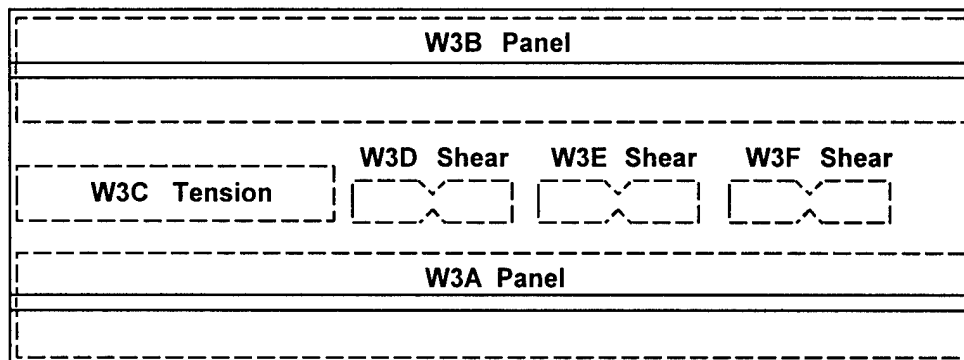 W3B Panel
W3D Shear W3E Shear W3F Shear
W3C Tension
W3A Panel